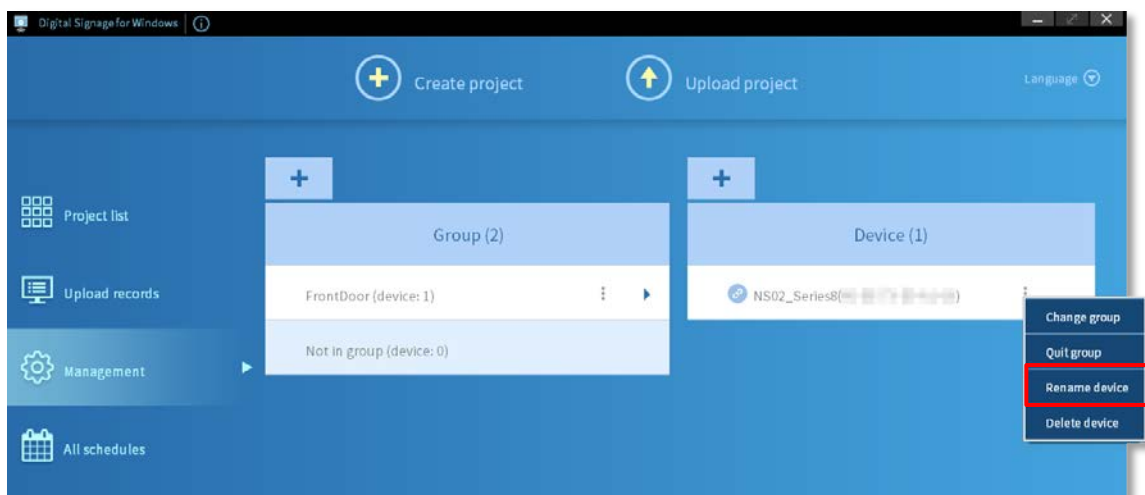 Digital Signage for Windows
Create project
Upload project
Language
Project list
Upload records
Management
All schedules
Group (2)
FrontDoor (device: 1)
Not in group (device: 0)
Device (1)
NS02_Series8( )
Change group
Quit group
Rename device
Delete device